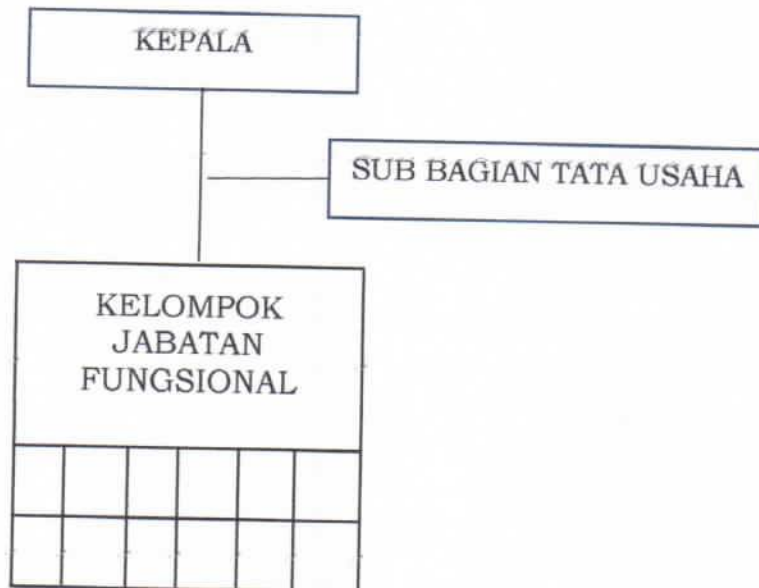 KEPALA
SUB BAGIAN TATA USAHA
KELOMPOK
JABATAN
FUNGSIONAL